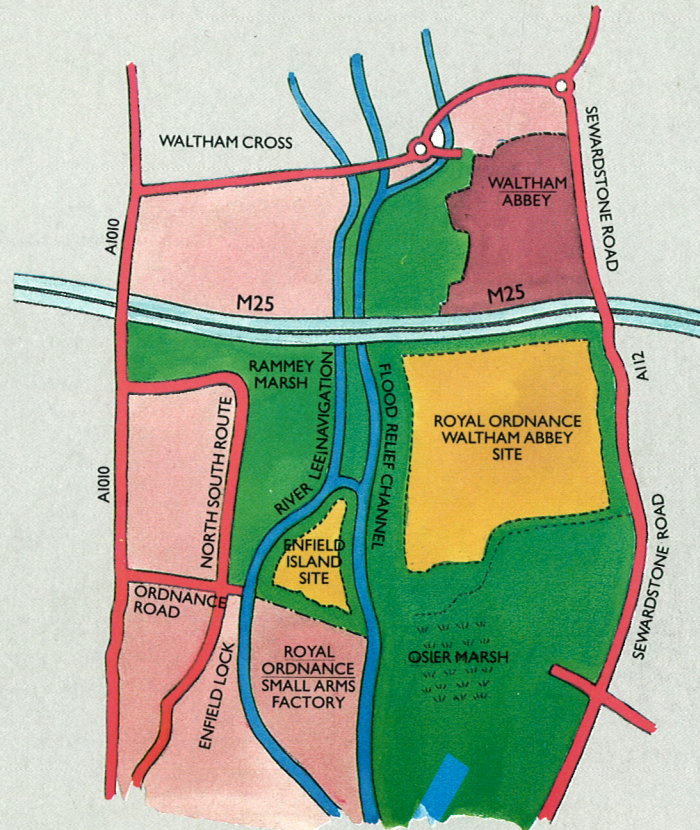 WALTHAM CROSS
SEWARDSTONE ROAD
WALTHAM
ABBEY
A1010
M25
M25
RAMMEY
MARSH
RIVER LEE NAVIGATION
FLOOD RELIEF CHANNEL
A112
ROYAL ORDNANCE
WALTHAM ABBEY
SITE
NORTH SOUTH ROUTE
A1010
ENFIELD
ISLAND
SITE
SEWARDSTONE ROAD
ORDNANCE
ROAD
ENFIELD LOCK
ROYAL
ORDNANCE
SMALL ARMS
FACTORY
OSIER MARSH